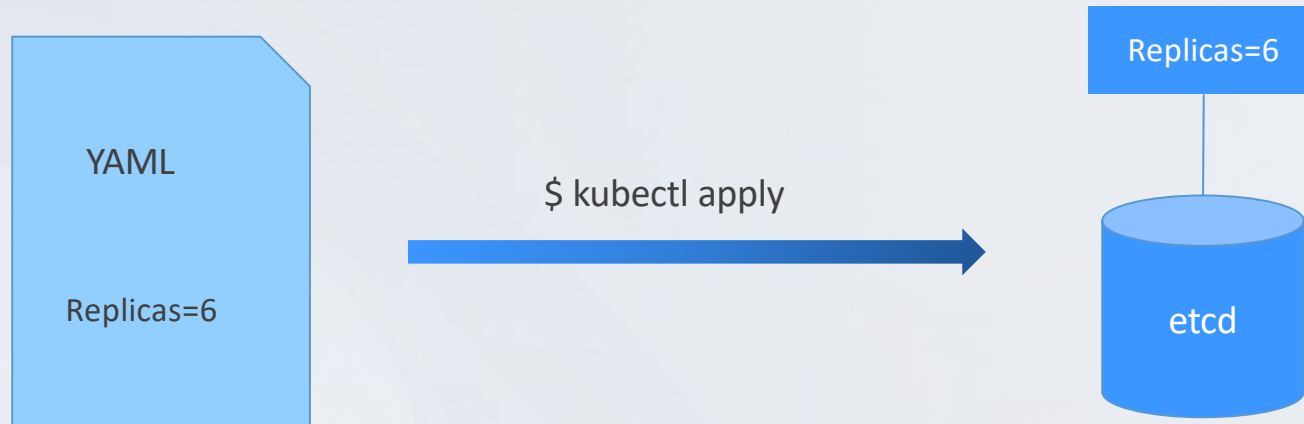 YAML
Replicas=6
$ kubectl apply
Replicas=6
etcd